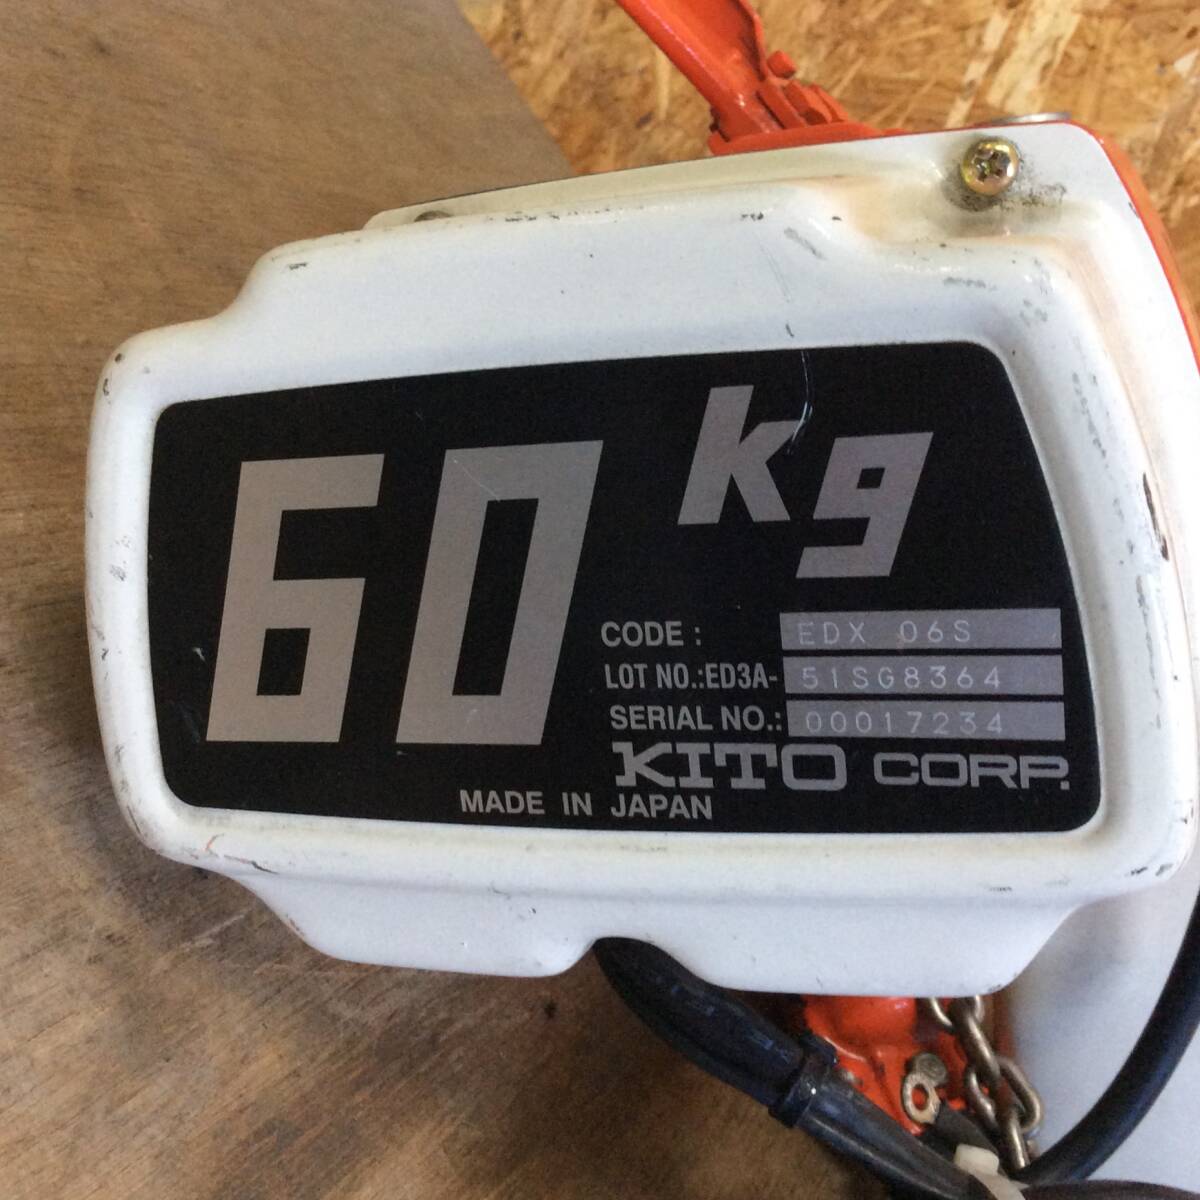 60 kg
CODE : EDX 06S
LOT NO.:ED3A- 51SG8364
SERIAL NO.: 00017234
KITO CORP.
MADE IN JAPAN